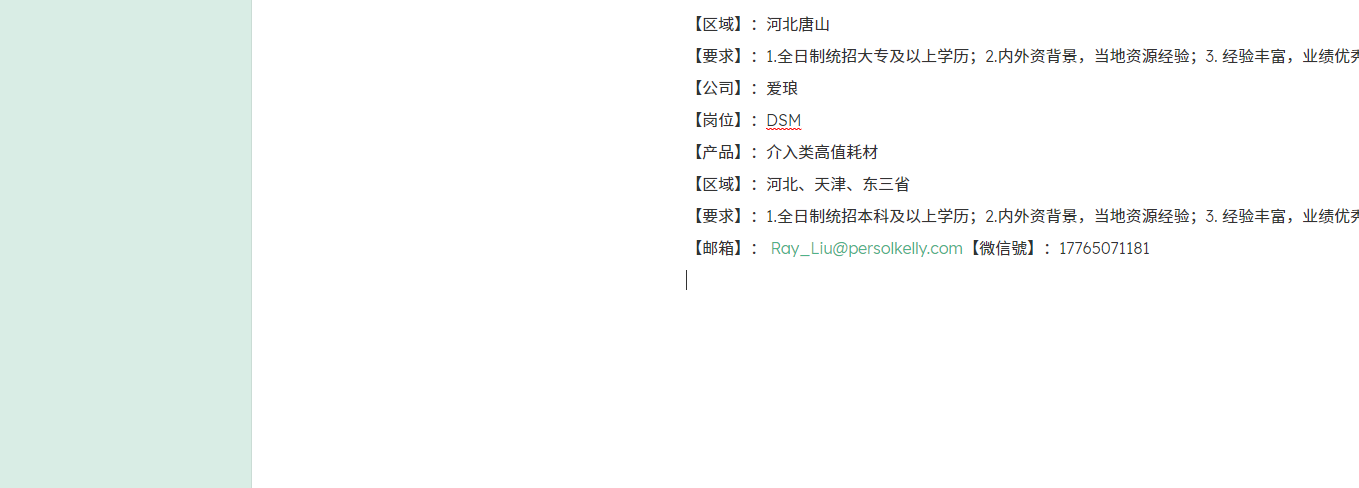 【区域】：河北唐山
【要求】：1.全日制统招大专及以上学历；2.内外资背景，当地资源经验；3. 经验丰富，业绩优秀
【公司】：爱琅
【岗位】：DSM
【产品】：介入类高值耗材
【区域】：河北、天津、东三省
【要求】：1.全日制统招本科及以上学历；2.内外资背景，当地资源经验；3. 经验丰富，业绩优秀
【邮箱】： Ray_Liu@persolkelly.com【微信號】：17765071181